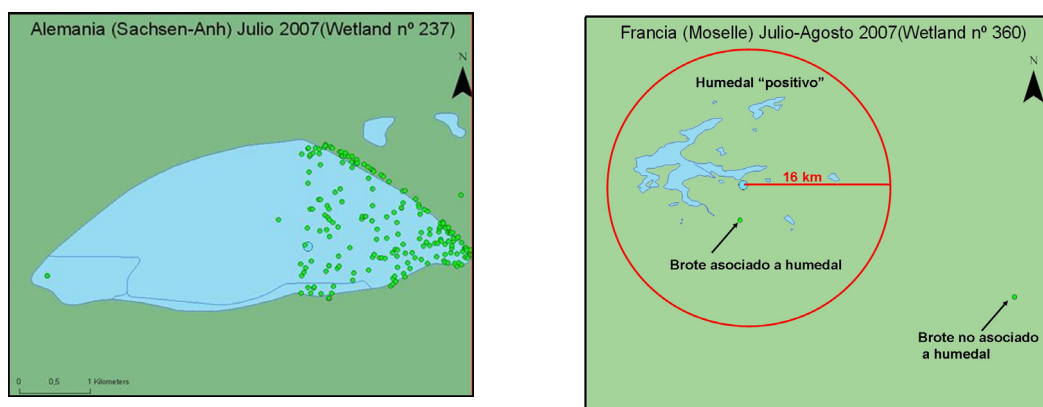 Alemania (Sachsen-Anh) Julio 2007(Wetland nº 237)
N
0 0,5 1 Kilometers
Francia (Moselle) Julio-Agosto 2007(Wetland nº 360)
N
Humedal “positivo”
16 km
Brote asociado a humedal
Brote no asociado
a humedal